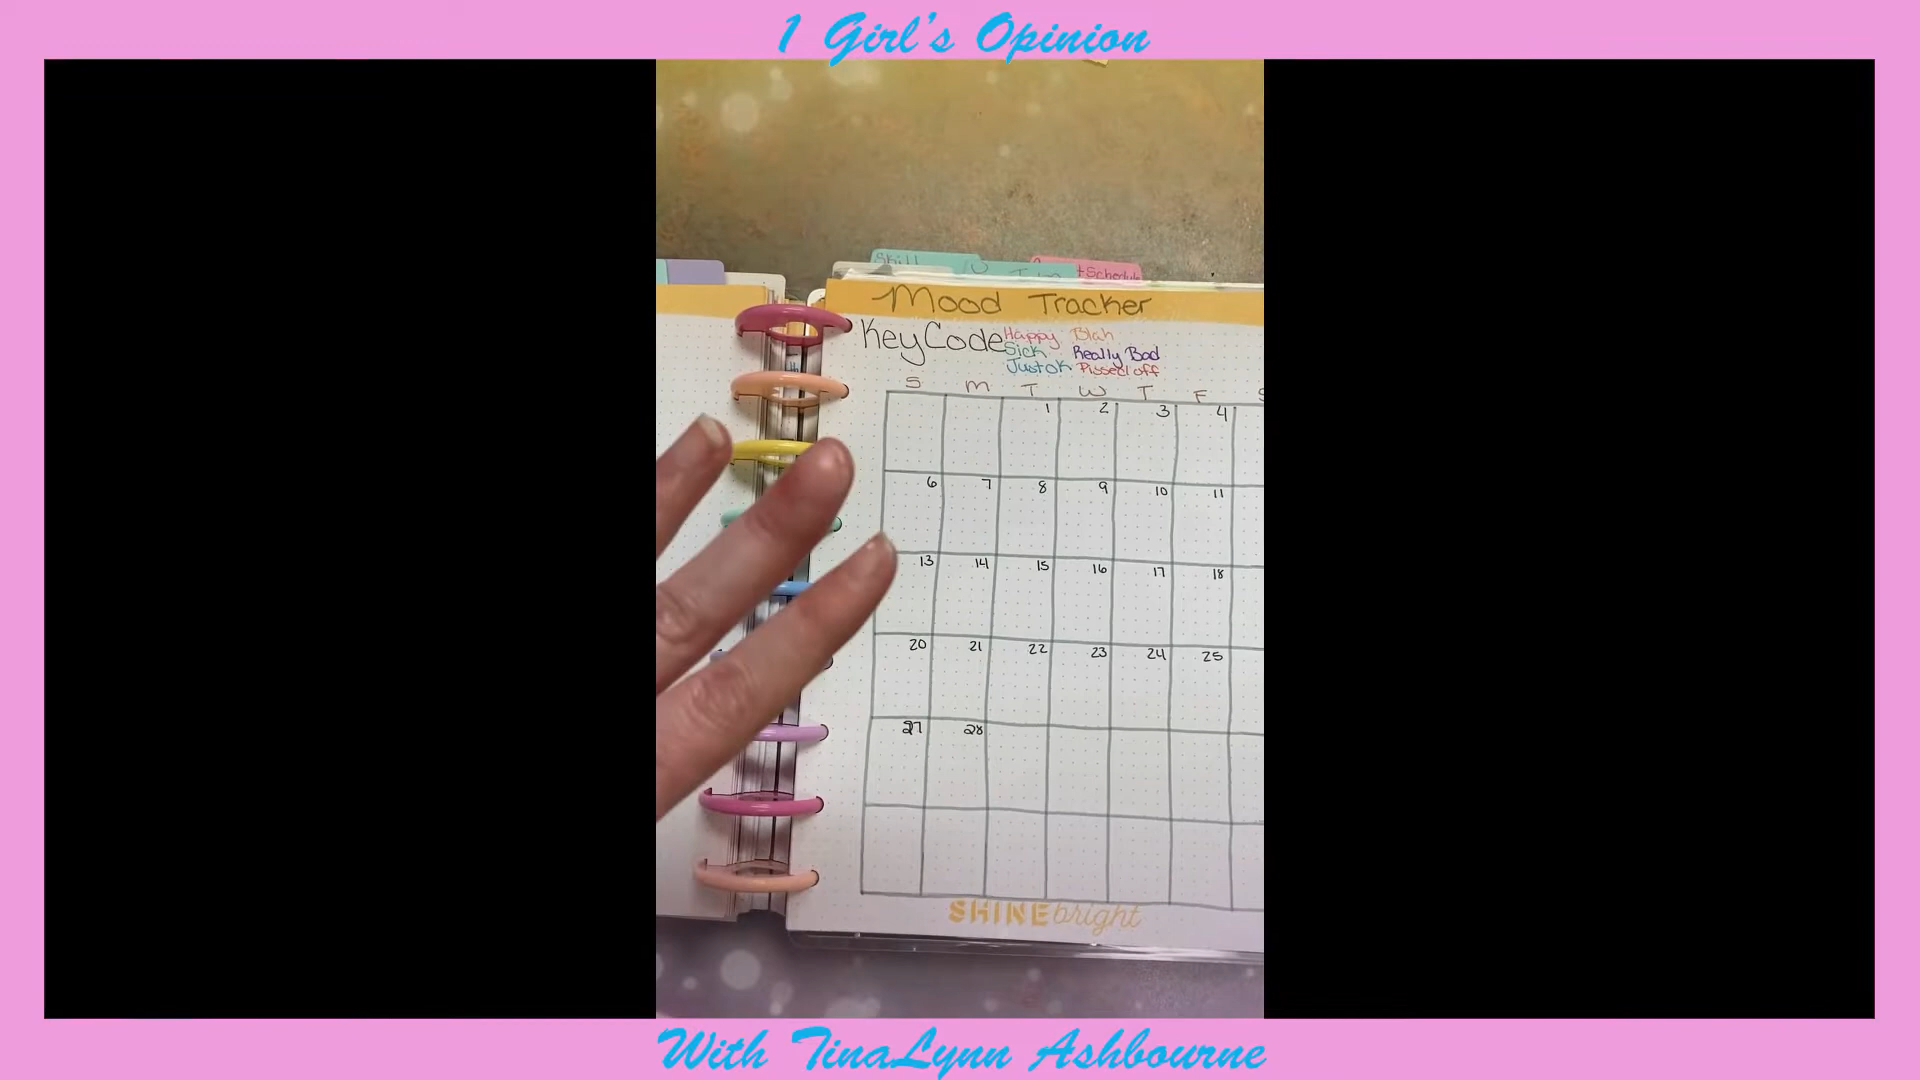 1 Girl's Opinion
Skill
t Schedule
Mood Tracker
KeyCode Happy Blah
Sick Really Bad
Just OK Pissed off
S M T W T F S
1 2 3 4
6 7 8 9 10 11
13 14 15 16 17 18
20 21 22 23 24 25
27 28
SHINE bright
With TinaLynn Ashbourne